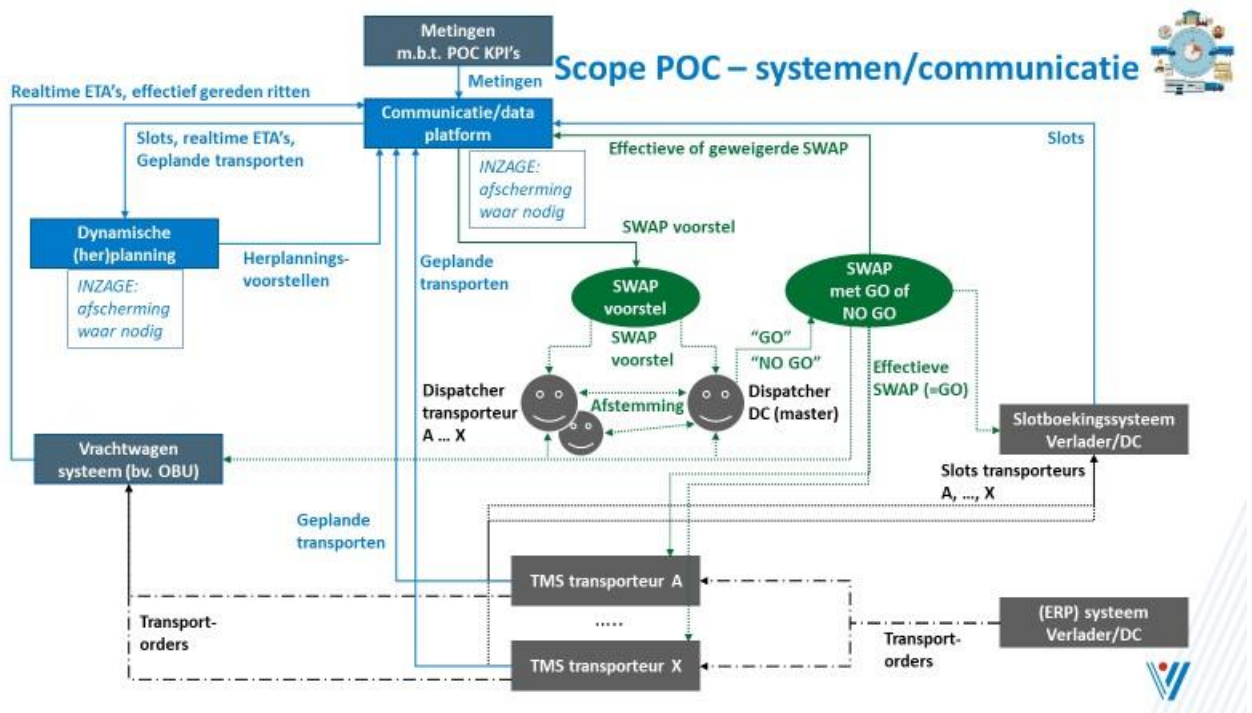 Metingen
m.b.t. POC KPI's
Scope POC – systemen/communicatie
Metingen
Realtime ETA's, effectief gereden ritten
Communicatie/data
platform
Slots, realtime ETA's,
Geplande transporten
Effectieve of geweigerde SWAP
Slots
INZAGE:
afscherming
waar nodig
SWAP voorstel
Dynamische
(her)planning
Herplannings-
voorstellen
Geplande
transporten
INZAGE:
afscherming
waar nodig
SWAP
voorstel
SWAP
met GO of
NO GO
SWAP
voorstel
“GO”
“NO GO”
Effectieve
SWAP (=GO)
Dispatcher
transporteur
A ... X
Afstemming
Dispatcher
DC (master)
Slotboekingssysteem
Verlader/DC
Vrachtwagen
systeem (bv. OBU)
Slots transporteurs
A, ..., X
Geplande
transporten
TMS transporteur A
.....
TMS transporteur X
Transport-
orders
Transport-
orders
(ERP) systeem
Verlader/DC